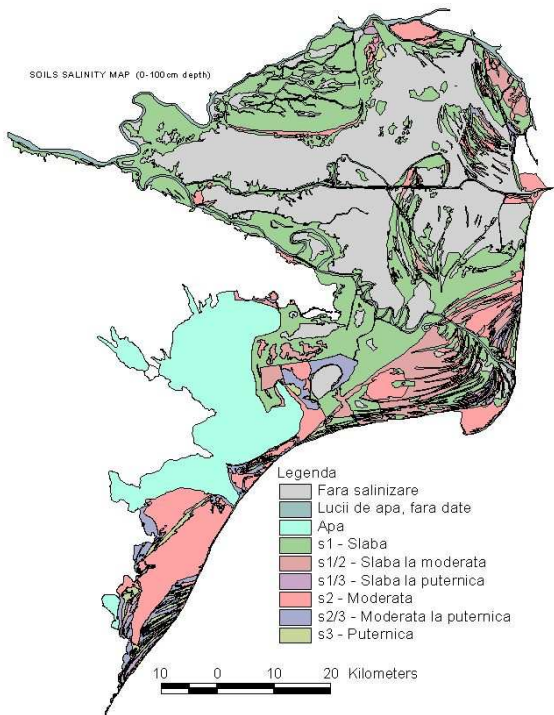 SOILS SALINITY MAP (0-100cm depth)
Legenda
Fara salinizare
Lucii de apa, fara date
Apa
s1 - Slaba
s1/2 - Slaba la moderata
s1/3 - Slaba la puternica
s2 - Moderata
s2/3 - Moderata la puternica
s3 - Puternica
10 0 10 20 Kilometers